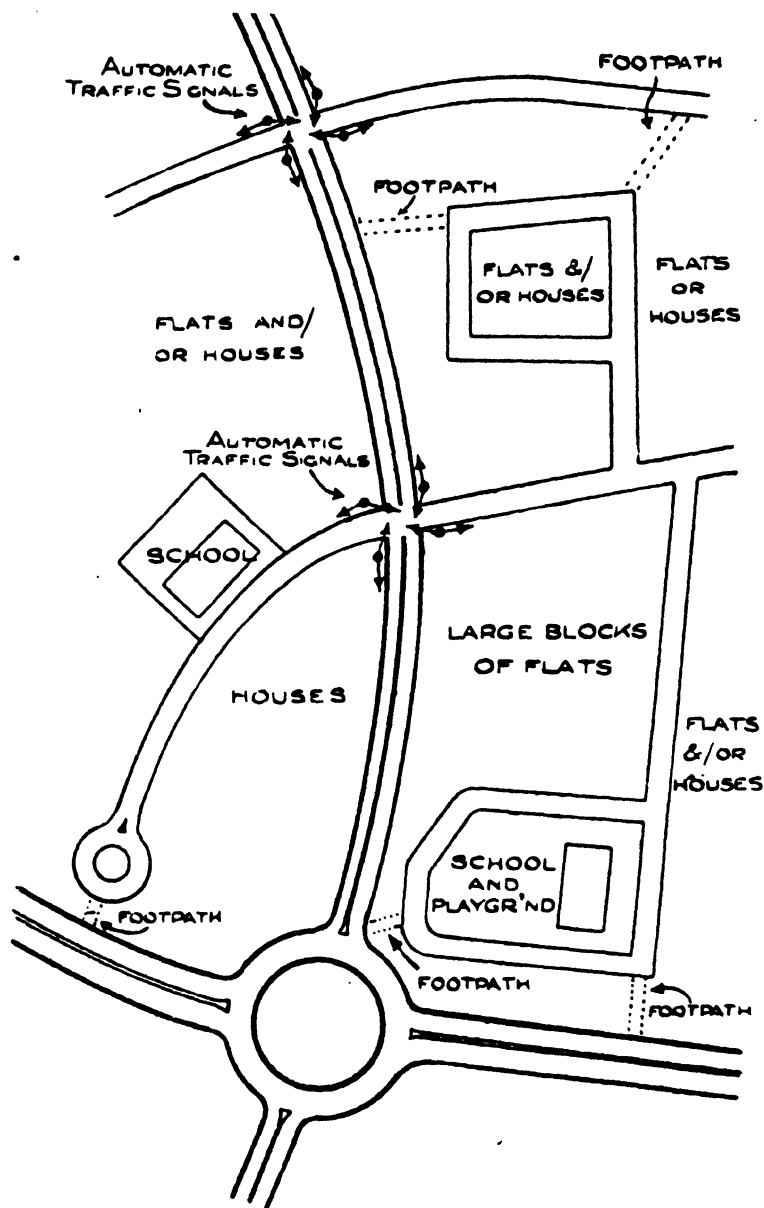 AUTOMATIC
TRAFFIC SIGNALS
FOOTPATH
FOOTPATH
FLATS &/
OR HOUSES
FLATS
OR
HOUSES
FLATS AND/
OR HOUSES
AUTOMATIC
TRAFFIC SIGNALS
SCHOOL
LARGE BLOCKS
OF FLATS
HOUSES
FLATS
&/OR
HOUSES
SCHOOL
AND
PLAYGR'ND
FOOTPATH
FOOTPATH
FOOTPATH